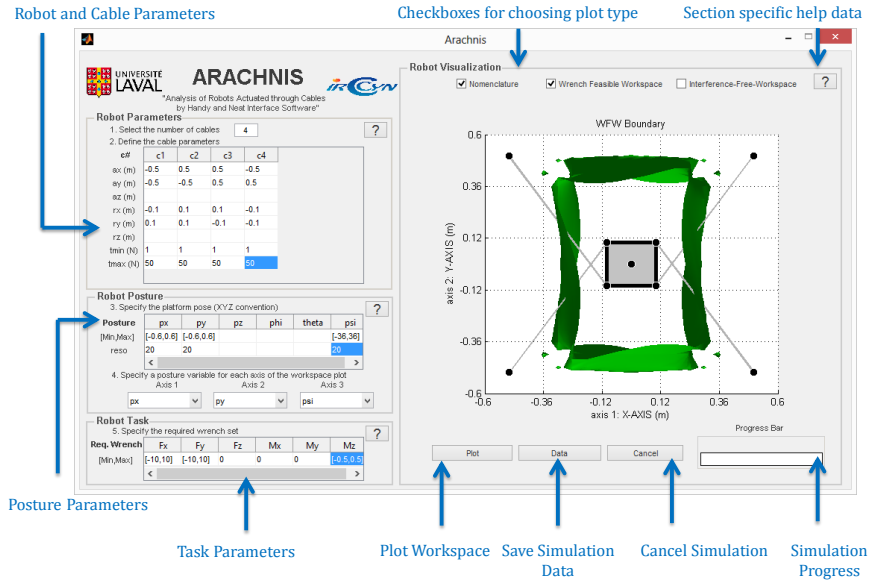 Robot and Cable Parameters
Checkboxes for choosing plot type
Section specific help data
Arachnis
UNIVERSITÉ
LAVAL
ARACHNIS
IRCCyN
"Analysis of Robots Actuated through Cables
by Handy and Neat Interface Software"
Robot Parameters
1. Select the number of cables 4
?
2. Define the cable parameters
c# c1 c2 c3 c4
ax (m) -0.5 0.5 0.5 -0.5
ay (m) -0.5 -0.5 0.5 0.5
az (m)
rx (m) -0.1 0.1 0.1 -0.1
ry (m) 0.1 0.1 -0.1 -0.1
rz (m)
tmin (N) 1 1 1 1
tmax (N) 50 50 50 50
Robot Posture
3. Specify the platform pose (XYZ convention)
?
Posture px py pz phi theta psi
[Min,Max] [-0.6,0.6] [-0.6,0.6] [-36,36]
reso 20 20 20
4. Specify a posture variable for each axis of the workspace plot
Axis 1 Axis 2 Axis 3
px py psi
Robot Task
5. Specify the required wrench set
?
Req. Wrench Fx Fy Fz Mx My Mz
[Min,Max] [-10,10] [-10,10] 0 0 0 [-0.5,0.5]
Robot Visualization
Nomenclature Wrench Feasible Workspace Interference-Free-Workspace ?
WFW Boundary
0.6
0.36
0.12
-0.12
-0.36
-0.6
axis 2: Y-AXIS (m)
-0.6 -0.36 -0.12 0.12 0.36 0.6
axis 1: X-AXIS (m)
Progress Bar
Plot Data Cancel
Posture Parameters
Task Parameters
Plot Workspace
Save Simulation
Data
Cancel Simulation
Simulation
Progress